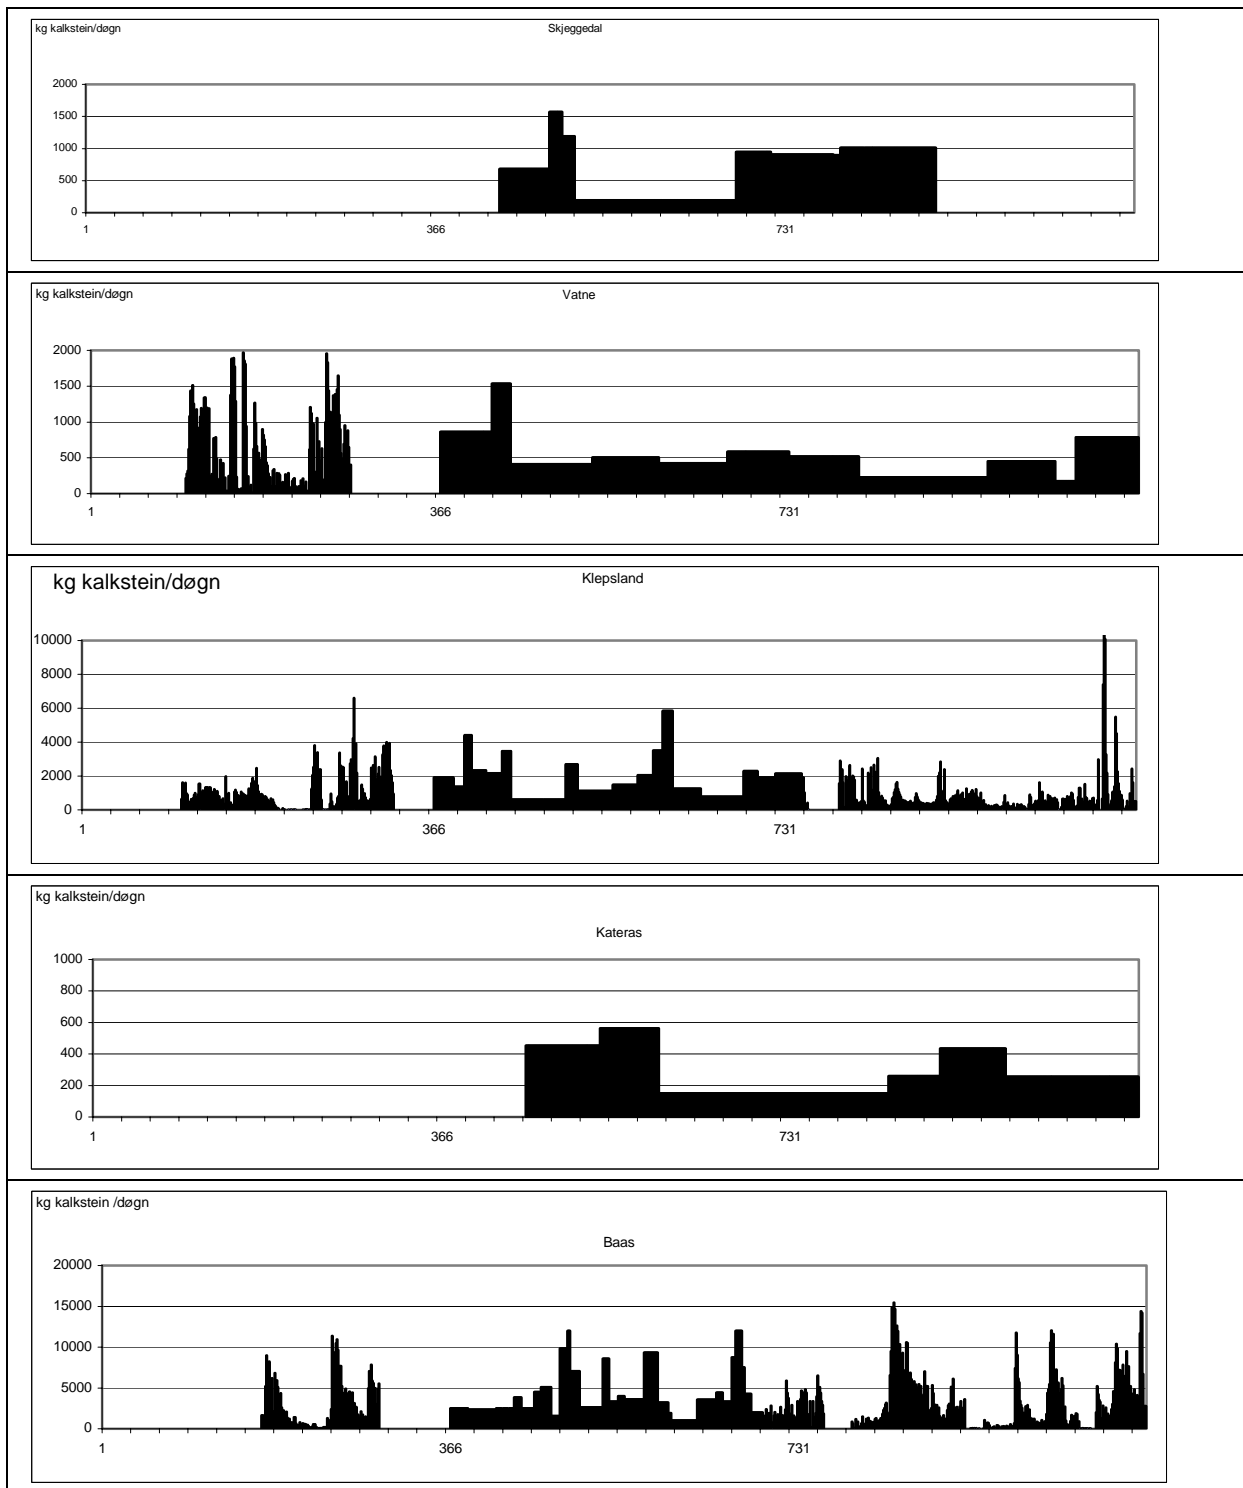 kg kalkstein/døgn
Skjeggedal
2000
1500
1000
500
0
1 366 731
kg kalkstein/døgn
Vatne
2000
1500
1000
500
0
1 366 731
kg kalkstein/døgn
Klepsland
10000
8000
6000
4000
2000
0
1 366 731
kg kalkstein/døgn
Kateras
1000
800
600
400
200
0
1 366 731
kg kalkstein /døgn
Baas
20000
15000
10000
5000
0
1 366 731